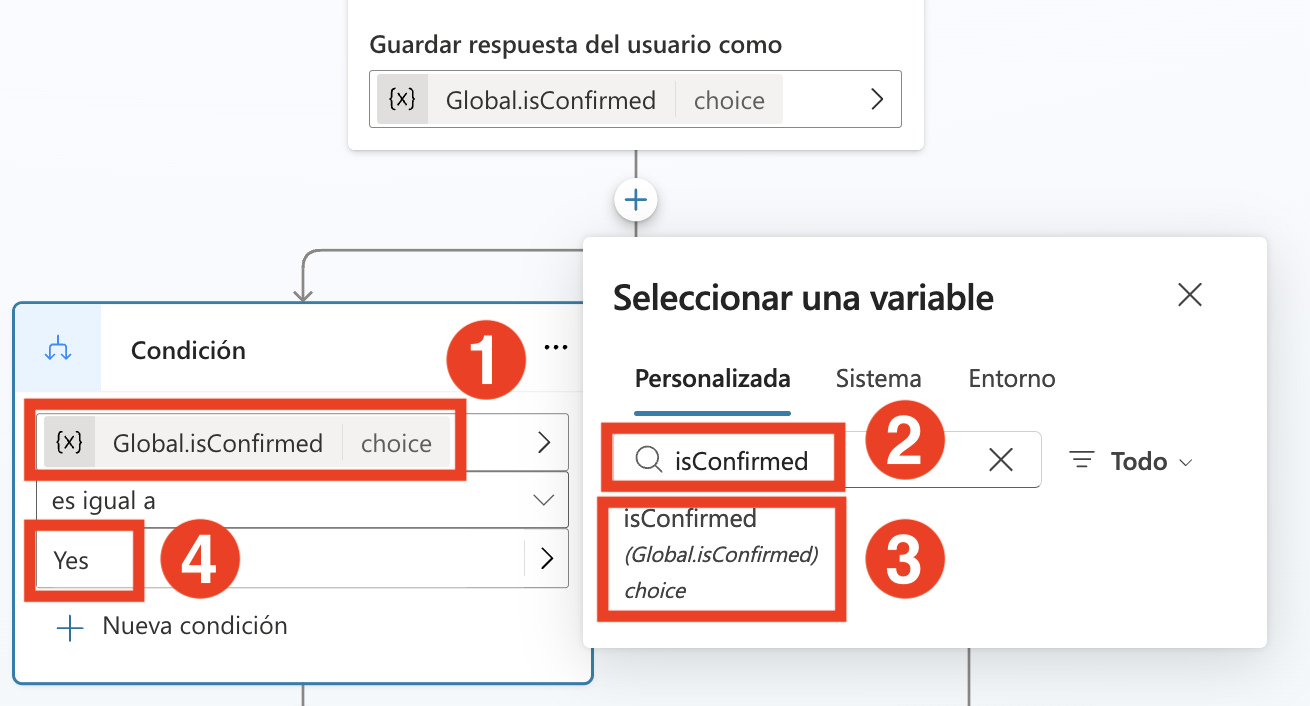 Guardar respuesta del usuario como
{x} Global.isConfirmed choice
Condición
1
{x} Global.isConfirmed choice
es igual a
Yes
4
Nueva condición
Seleccionar una variable
Personalizada Sistema Entorno
isConfirmed
2
Todo
isConfirmed
(Global.isConfirmed)
choice
3